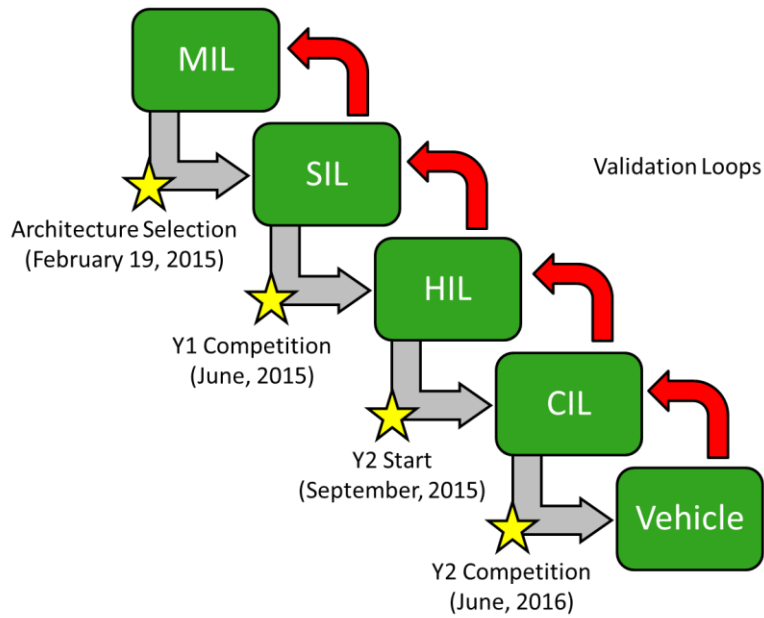 MIL
SIL
Validation Loops
Architecture Selection
(February 19, 2015)
HIL
Y1 Competition
(June, 2015)
CIL
Y2 Start
(September, 2015)
Vehicle
Y2 Competition
(June, 2016)